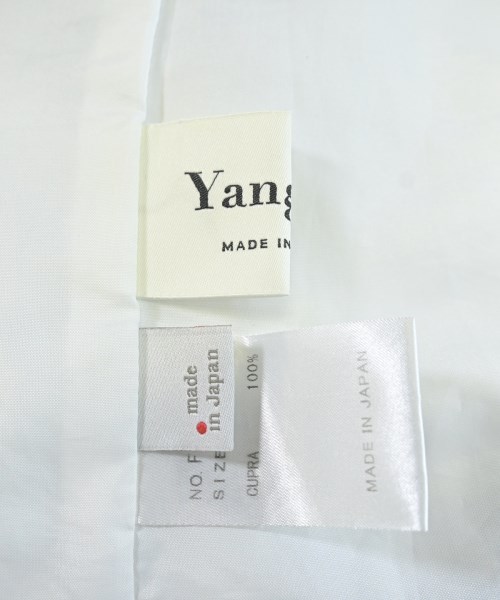 Yang
MADE IN
made
in Japan
NO. F
SIZE
CUPRA 100%
MADE IN JAPAN